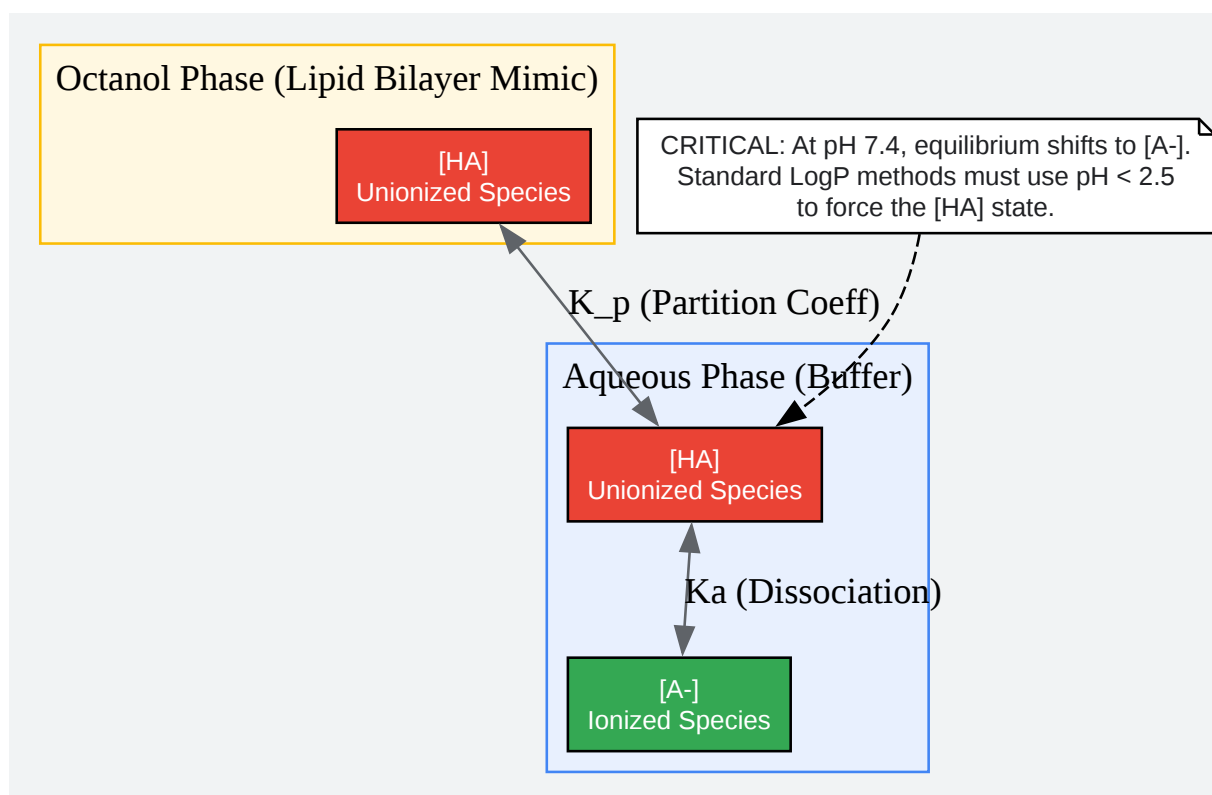 Octanol Phase (Lipid Bilayer Mimic)
[HA]
Unionized Species
CRITICAL: At pH 7.4, equilibrium shifts to [A-].
Standard LogP methods must use pH < 2.5
to force the [HA] state.
K_p (Partition Coeff)
Aqueous Phase (Buffer)
[HA]
Unionized Species
Ka (Dissociation)
[A-]
Ionized Species